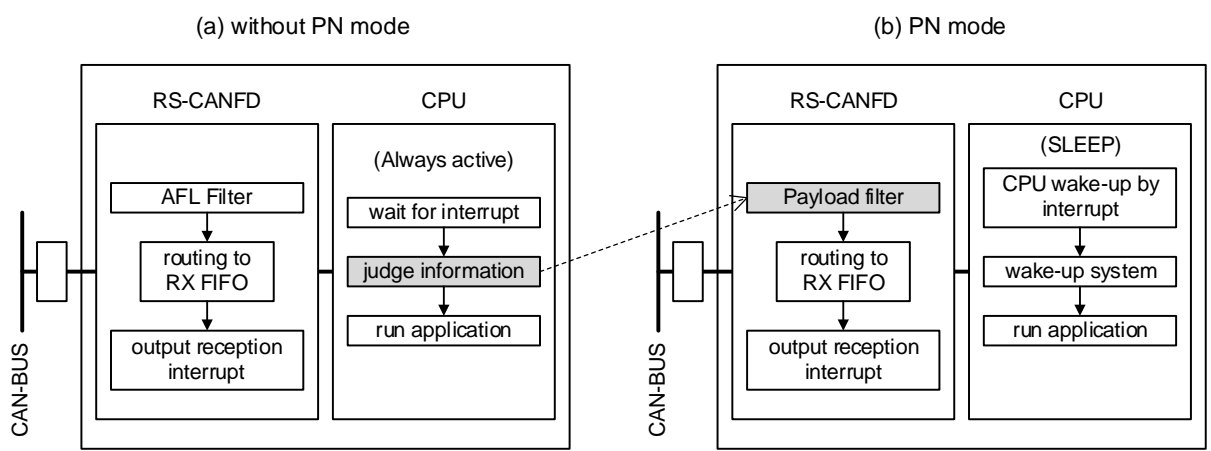 (a) without PN mode
RS-CANFD
CPU
(Always active)
AFL Filter
routing to
RX FIFO
output reception
interrupt
wait for interrupt
judge information
run application
CAN-BUS
(b) PN mode
RS-CANFD
CPU
(SLEEP)
Payload filter
routing to
RX FIFO
output reception
interrupt
CPU wake-up by
interrupt
wake-up system
run application
CAN-BUS